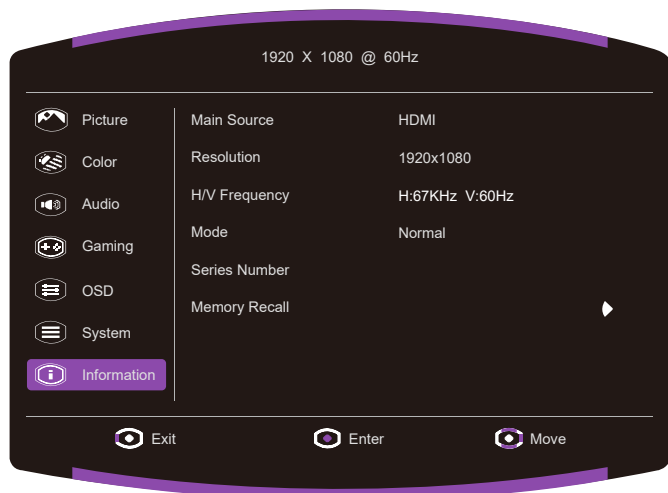 1920 X 1080 @ 60Hz
Picture
Color
Audio
Gaming
OSD
System
Information
Main Source HDMI
Resolution 1920x1080
H/V Frequency H:67KHz V:60Hz
Mode Normal
Series Number
Memory Recall
Exit Enter Move